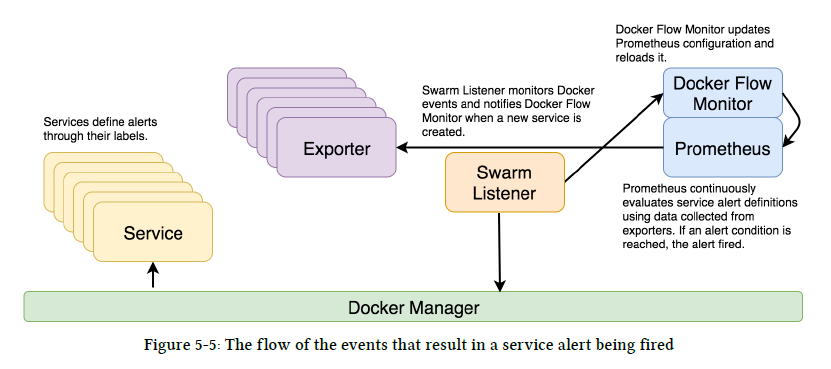 Docker Flow Monitor updates
Prometheus configuration and
reloads it.
Docker Flow
Monitor
Swarm Listener monitors Docker
events and notifies Docker Flow
Monitor when a new service is
created.
Services define alerts
through their labels.
Exporter
Prometheus
Swarm
Listener
Prometheus continuously
evaluates service alert definitions
using data collected from
exporters. If an alert condition is
reached, the alert fired.
Service
Docker Manager
Figure 5-5: The flow of the events that result in a service alert being fired